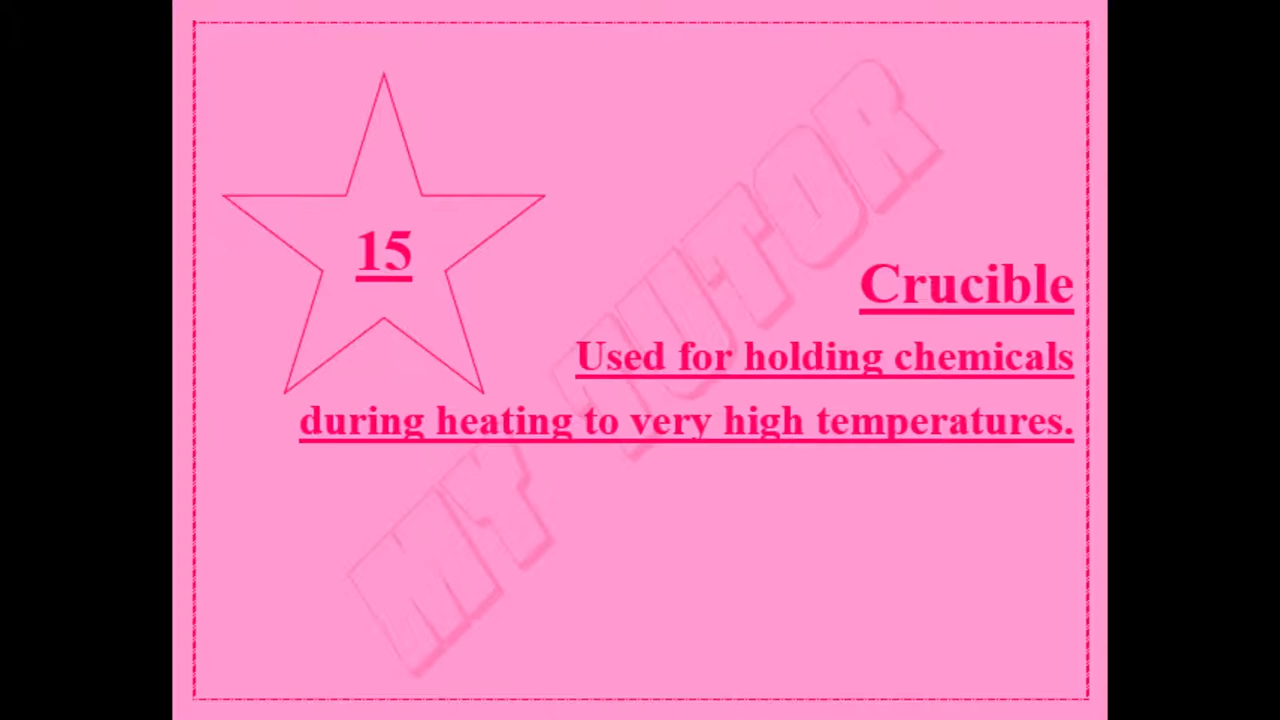 15
Crucible
Used for holding chemicals
during heating to very high temperatures.
MY TUTOR